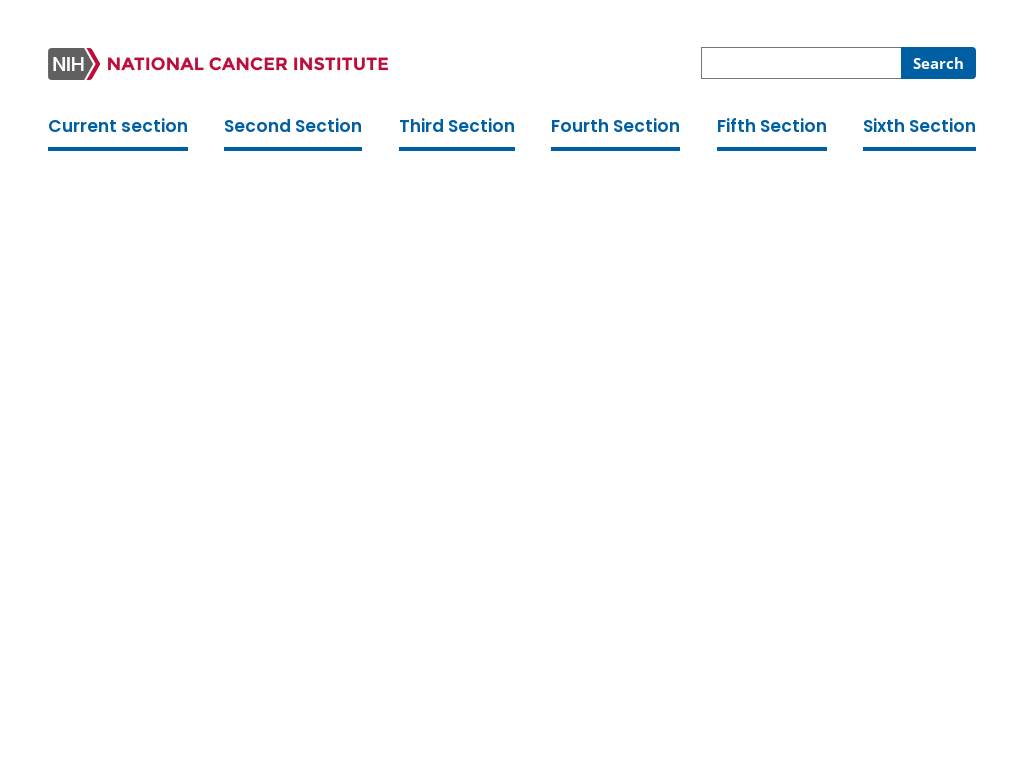 NIH NATIONAL CANCER INSTITUTE
Search
Current section Second Section Third Section Fourth Section Fifth Section Sixth Section